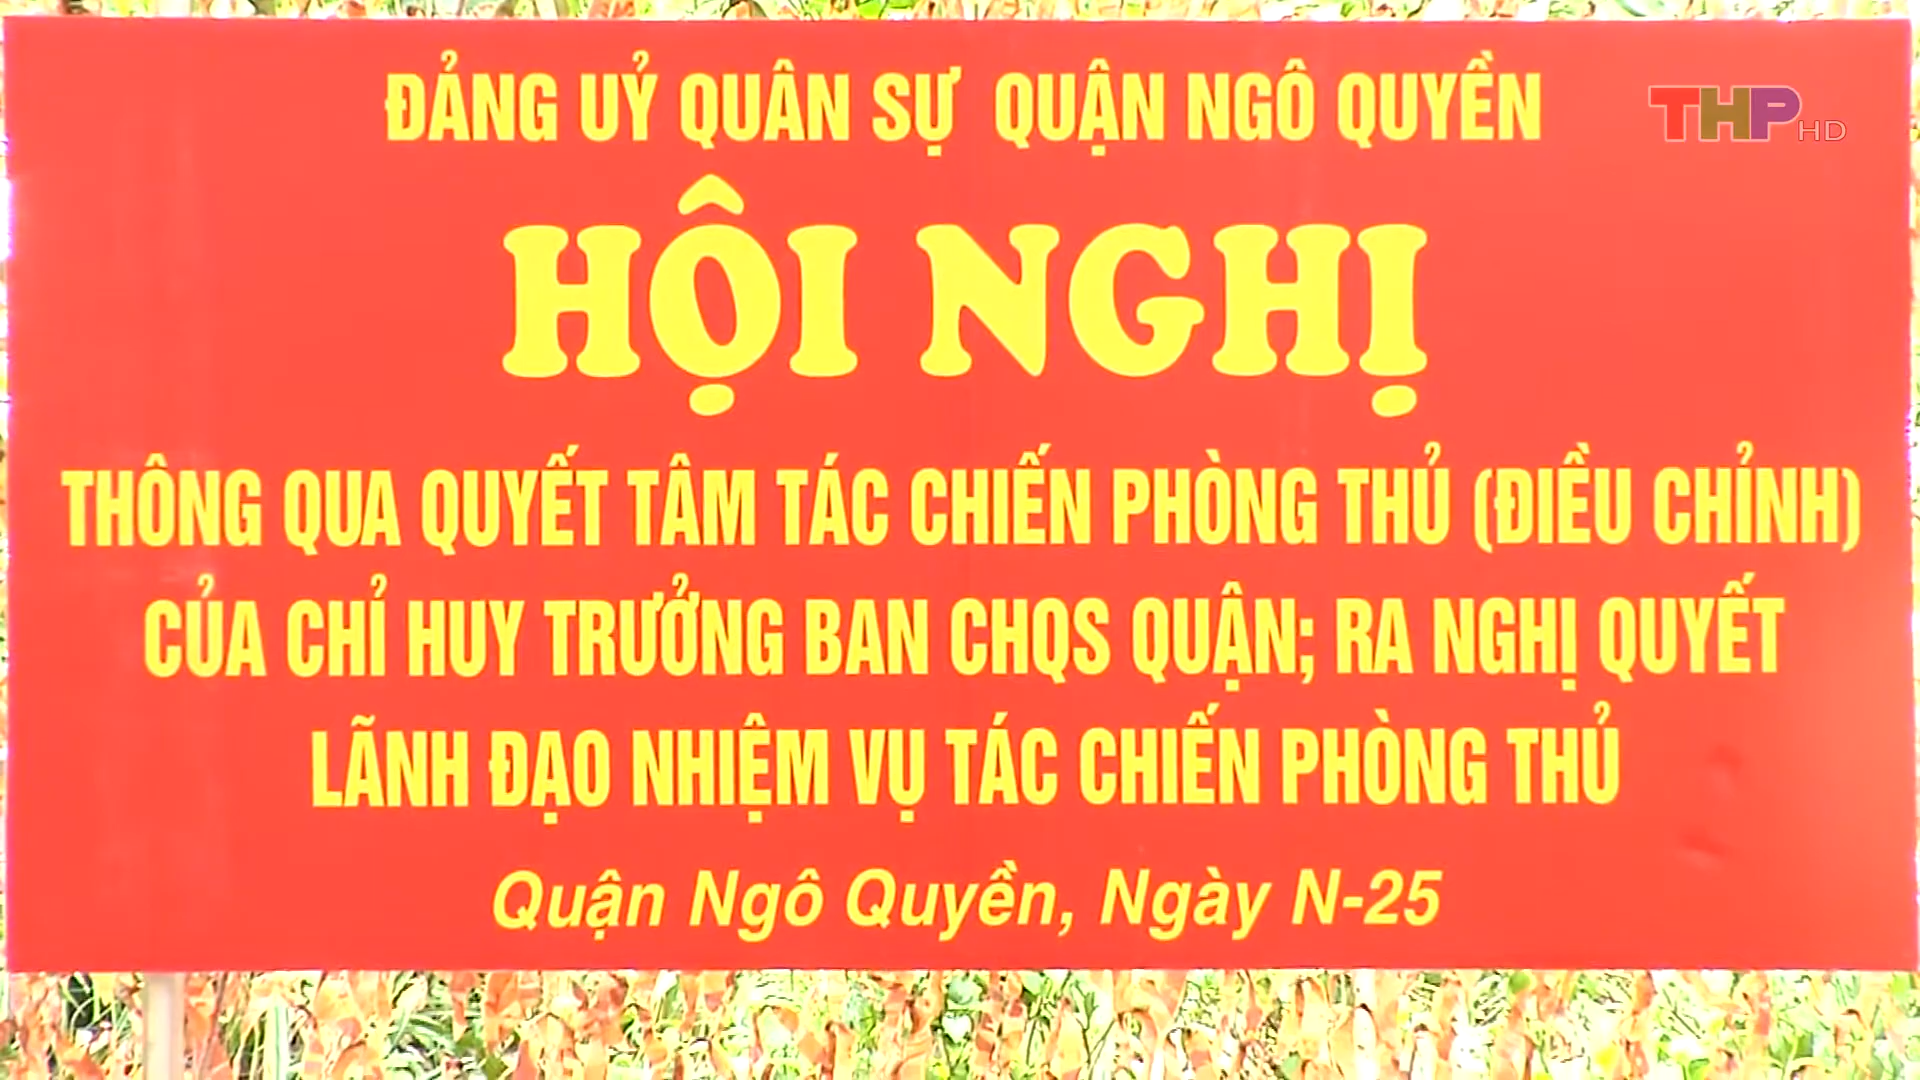 ĐẢNG UỶ QUÂN SỰ QUẬN NGÔ QUYỀN
THPHD
HỘI NGHỊ
THÔNG QUA QUYẾT TÂM TÁC CHIẾN PHÒNG THỦ (ĐIỀU CHỈNH)
CỦA CHỈ HUY TRƯỞNG BAN CHQS QUẬN; RA NGHỊ QUYẾT
LÃNH ĐẠO NHIỆM VỤ TÁC CHIẾN PHÒNG THỦ
Quận Ngô Quyền, Ngày N-25